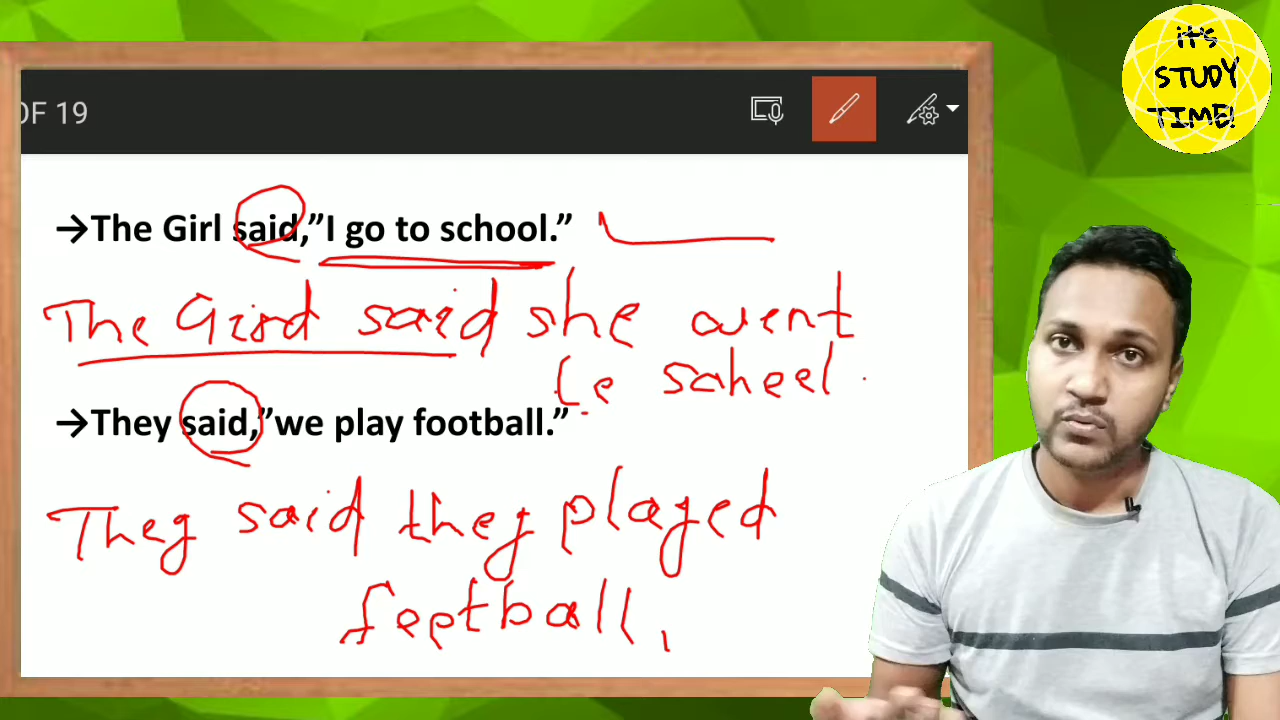 OF 19
it's
STUDY
TIME!
→The Girl said,”I go to school.”
The Girl said she went
to school.
→They said,”we play football.”
They said they played
football.